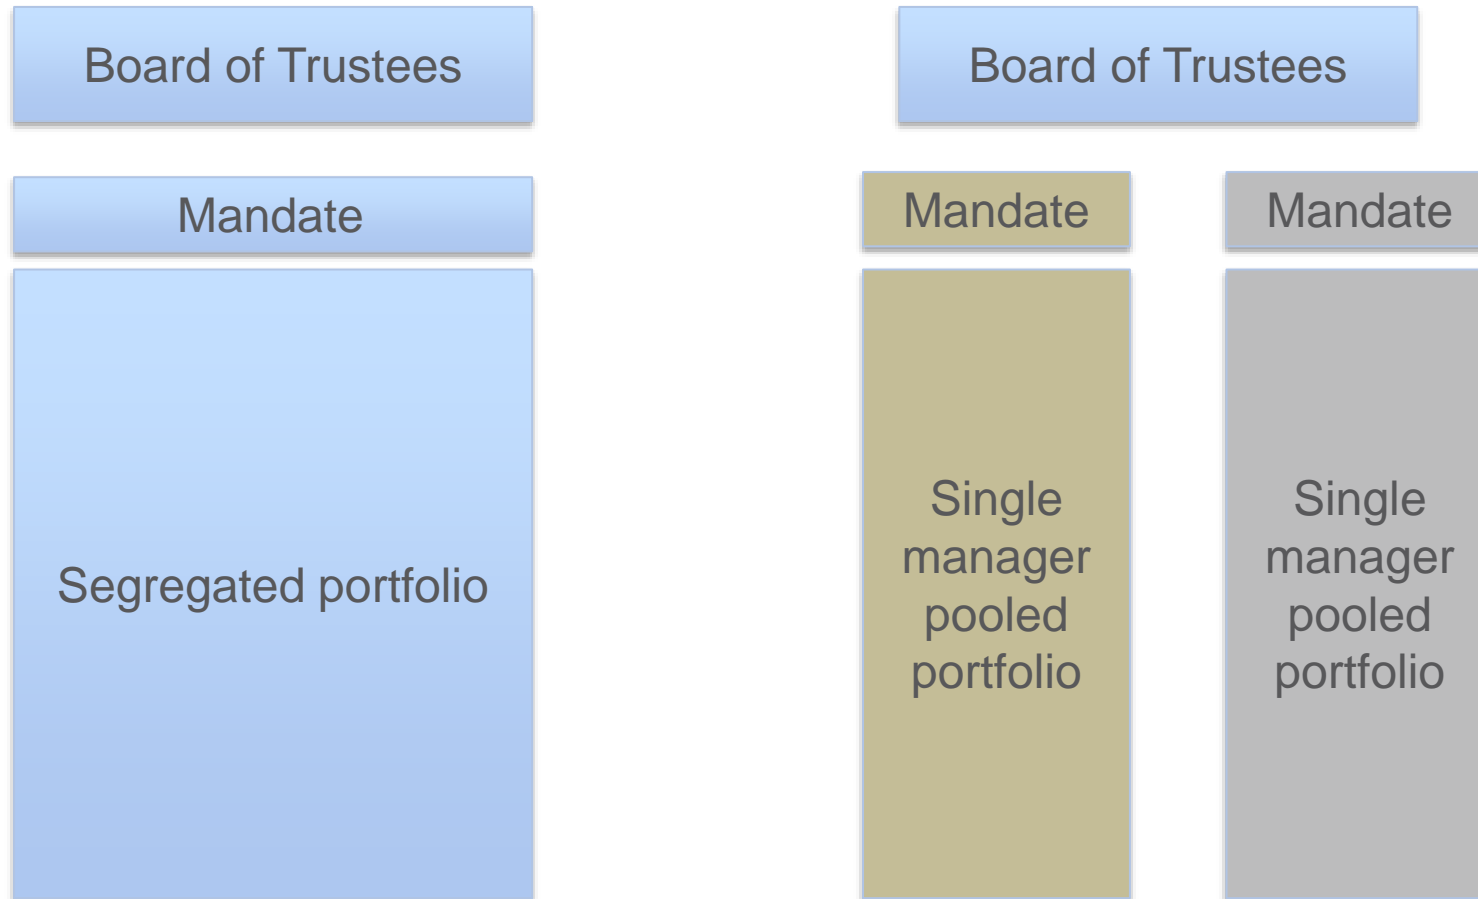 Board of Trustees
Mandate
Segregated portfolio
Board of Trustees
Mandate
Single
manager
pooled
portfolio
Mandate
Single
manager
pooled
portfolio